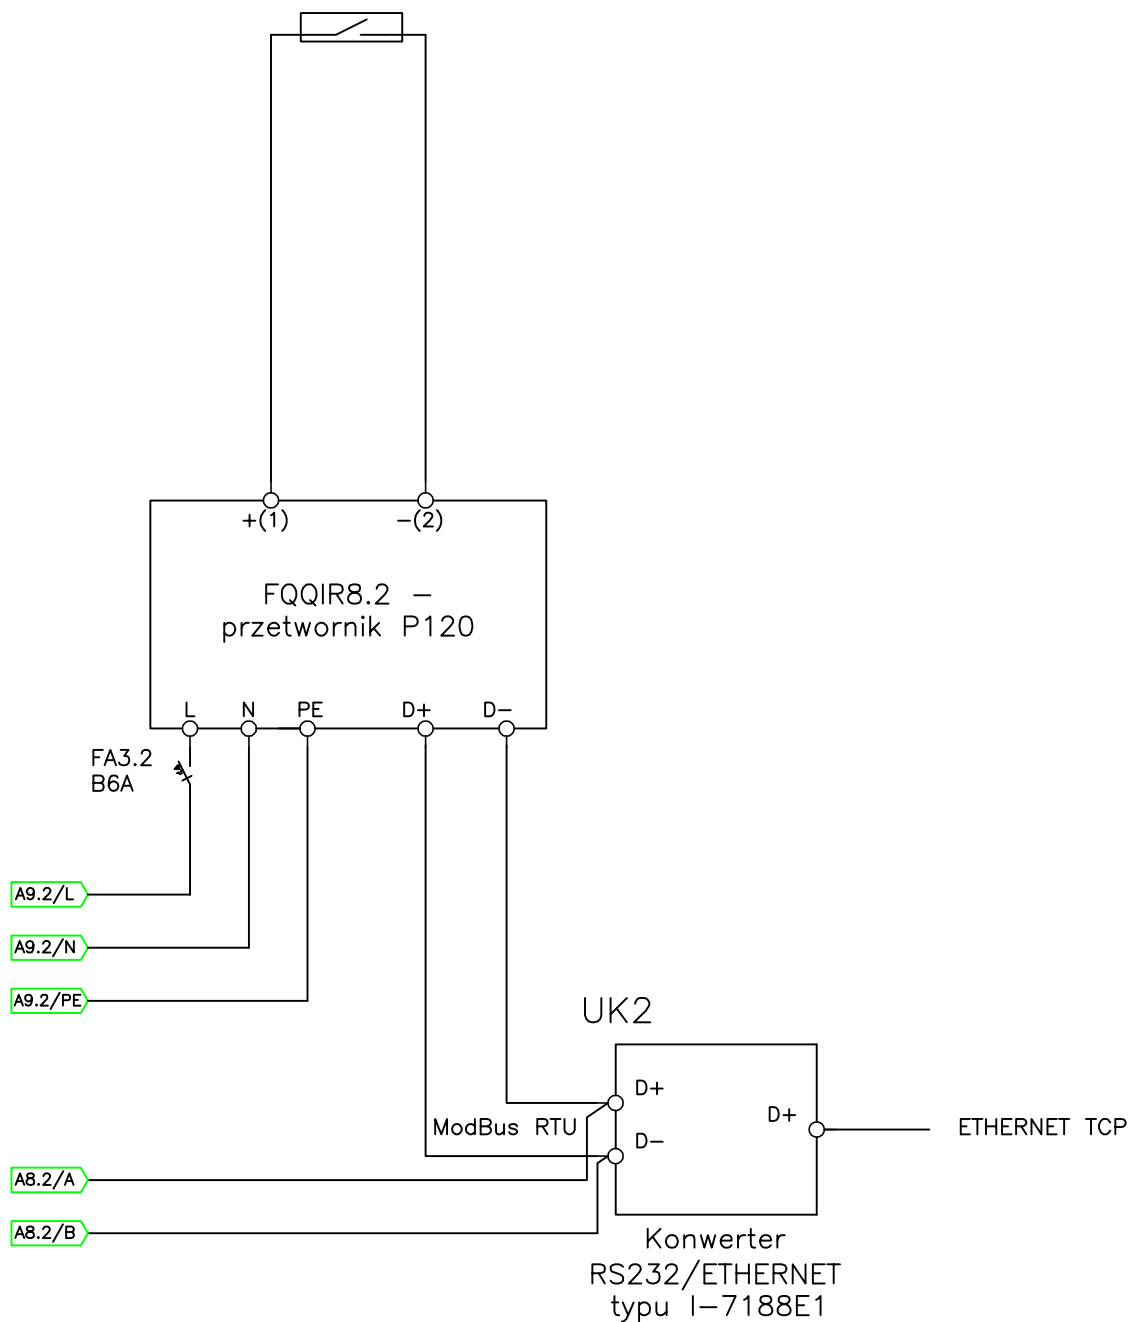 +(1)
-(2)
FQQIR8.2 -
przetwornik P120
L
N
PE
D+
D-
FA3.2
B6A
A9.2/L
A9.2/N
A9.2/PE
UK2
D+
D+
ModBus RTU
D-
ETHERNET TCP
A8.2/A
A8.2/B
Konwerter
RS232/ETHERNET
typu I-7188E1